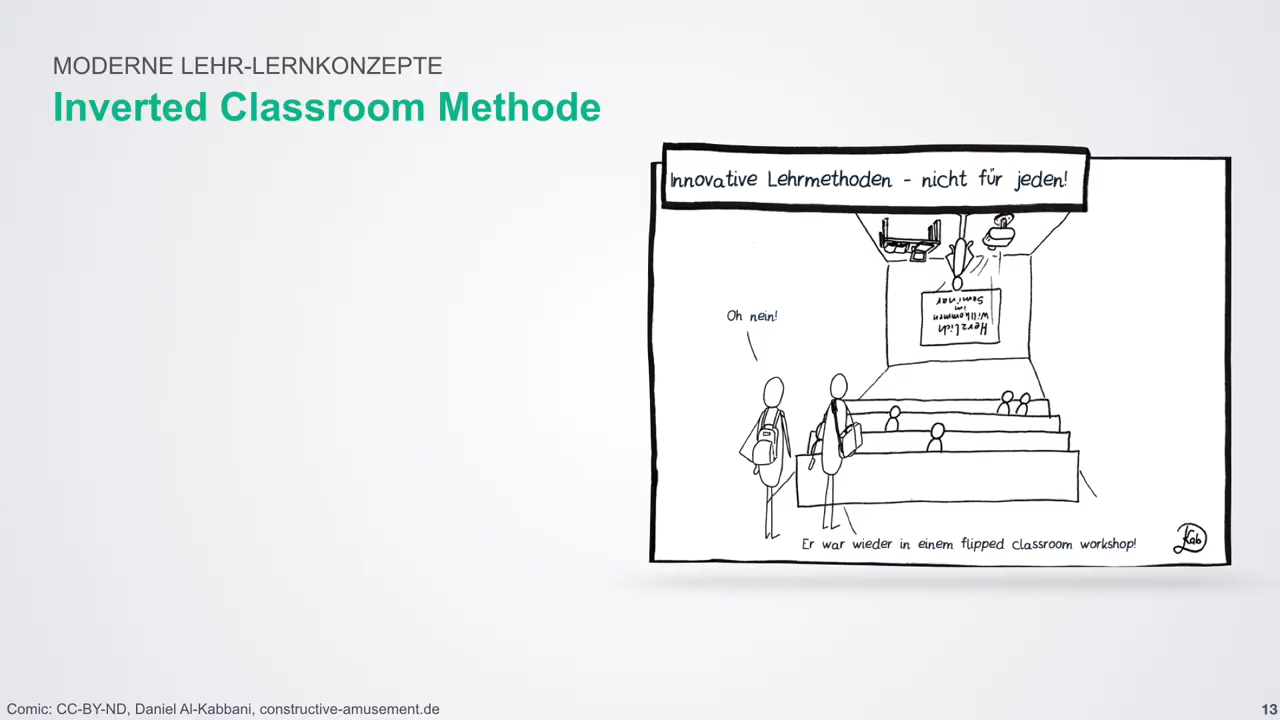 MODERNE LEHR-LERNKONZEPTE
Inverted Classroom Methode
Innovative Lehrmethoden - nicht für jeden!
Herzlich
Willkommen
im
Seminar
Oh nein!
Er war wieder in einem flipped classroom workshop!
Kab
Comic: CC-BY-ND, Daniel Al-Kabbani, constructive-amusement.de
13